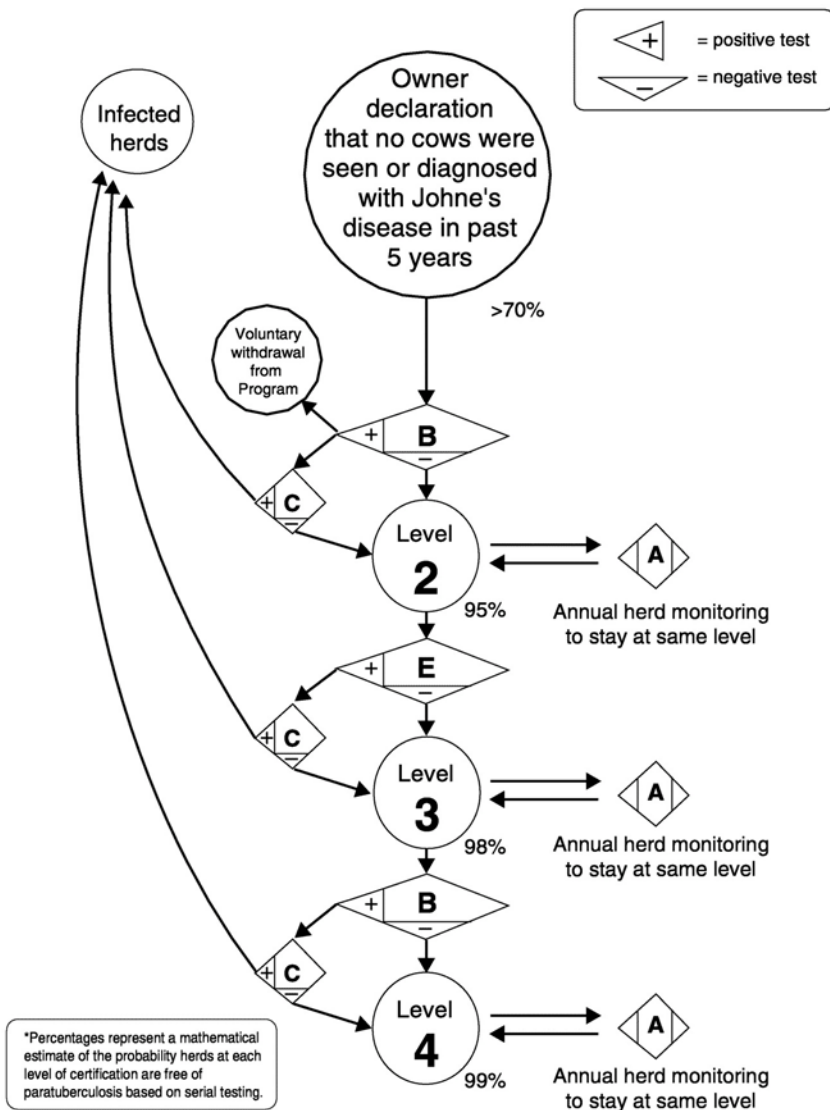 + = positive test
− = negative test
Owner
declaration
that no cows were
seen or diagnosed
with Johne's
disease in past
5 years
Infected
herds
>70%
Voluntary
withdrawal
from
Program
+ B −
+ C −
Level
2
95%
A
Annual herd monitoring
to stay at same level
+ E −
+ C −
Level
3
98%
A
Annual herd monitoring
to stay at same level
+ B −
+ C −
Level
4
99%
A
Annual herd monitoring
to stay at same level
*Percentages represent a mathematical
estimate of the probability herds at each
level of certification are free of
paratuberculosis based on serial testing.